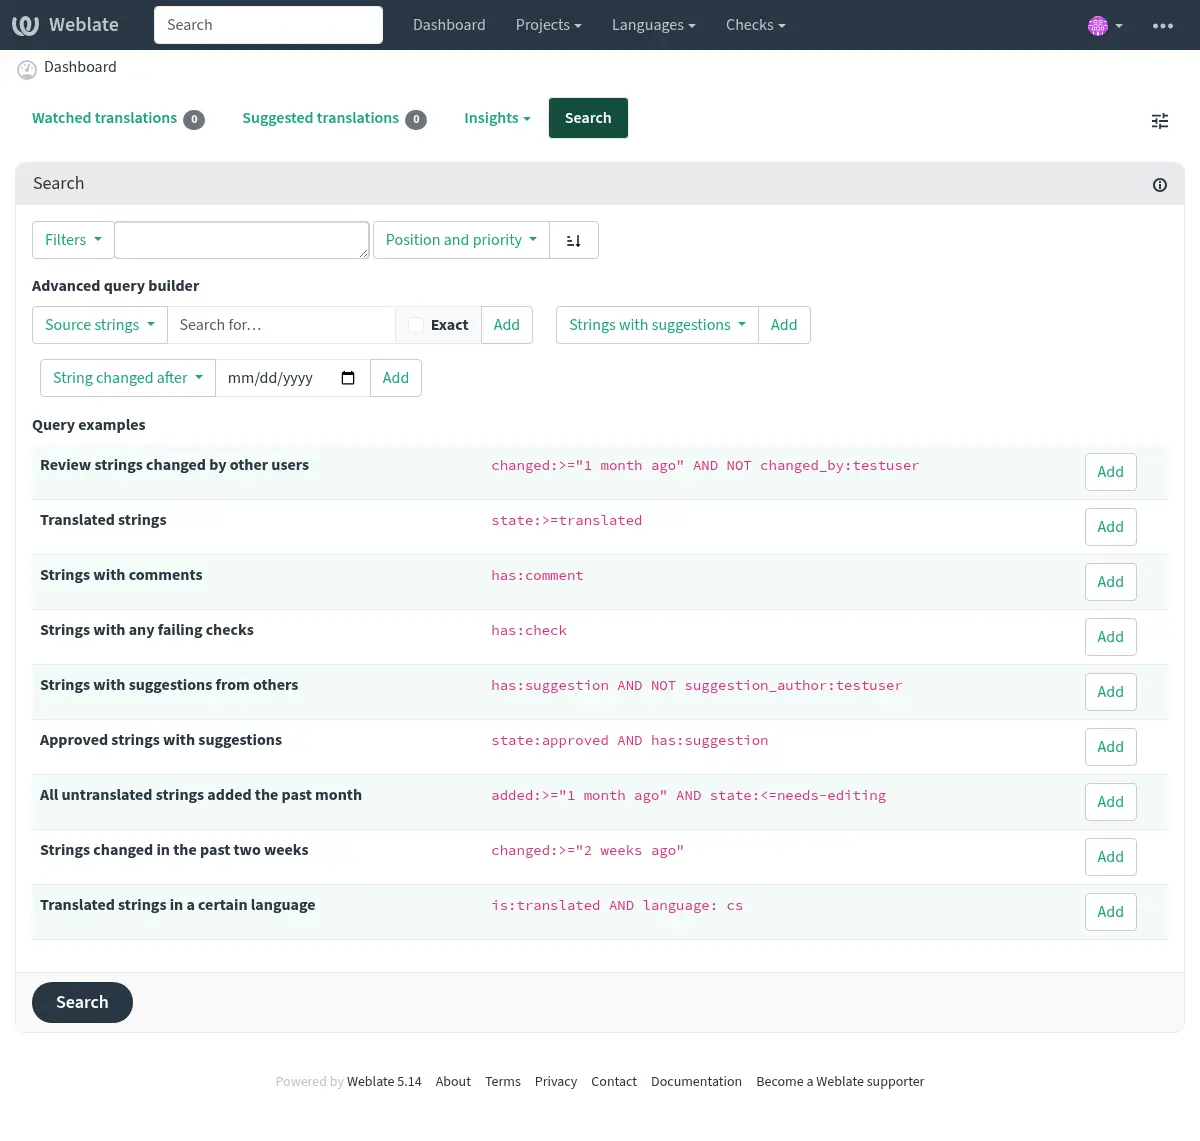 Weblate Search Dashboard Projects Languages Checks
Dashboard
Watched translations 0 Suggested translations 0 Insights Search
Search
Filters Position and priority
Advanced query builder
Source strings Search for… Exact Add Strings with suggestions Add
String changed after mm/dd/yyyy Add
Query examples
Review strings changed by other users changed:>="1 month ago" AND NOT changed_by:testuser Add
Translated strings state:>=translated Add
Strings with comments has:comment Add
Strings with any failing checks has:check Add
Strings with suggestions from others has:suggestion AND NOT suggestion_author:testuser Add
Approved strings with suggestions state:approved AND has:suggestion Add
All untranslated strings added the past month added:>="1 month ago" AND state:<=needs-editing Add
Strings changed in the past two weeks changed:>="2 weeks ago" Add
Translated strings in a certain language is:translated AND language: cs Add
Search
Powered by Weblate 5.14 About Terms Privacy Contact Documentation Become a Weblate supporter